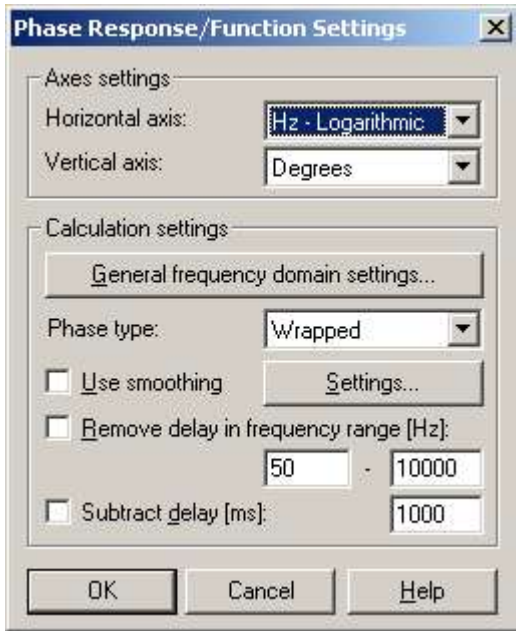 Phase Response/Function Settings
Axes settings
Horizontal axis: Hz - Logarithmic
Vertical axis: Degrees
Calculation settings
General frequency domain settings...
Phase type: Wrapped
Use smoothing Settings...
Remove delay in frequency range [Hz]:
50 - 10000
Subtract delay [ms]: 1000
OK Cancel Help